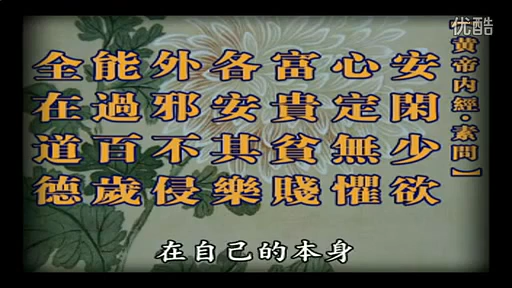 优酷
【黃帝內經·素問】
安閑少欲
心定無懼
富貴貧賤
各安其樂
外邪不侵
能過百歲
全在道德
在自己的本身